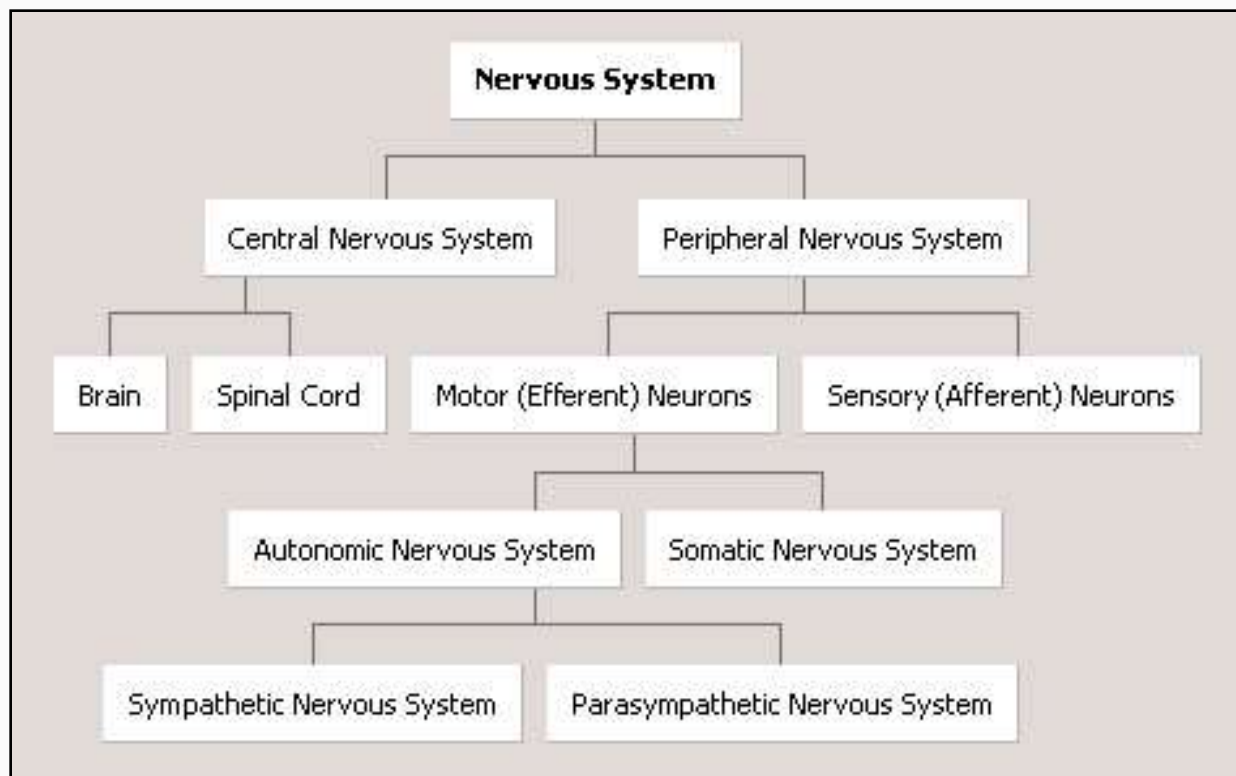 Nervous System
Central Nervous System
Peripheral Nervous System
Brain
Spinal Cord
Motor (Efferent) Neurons
Sensory (Afferent) Neurons
Autonomic Nervous System
Somatic Nervous System
Sympathetic Nervous System
Parasympathetic Nervous System